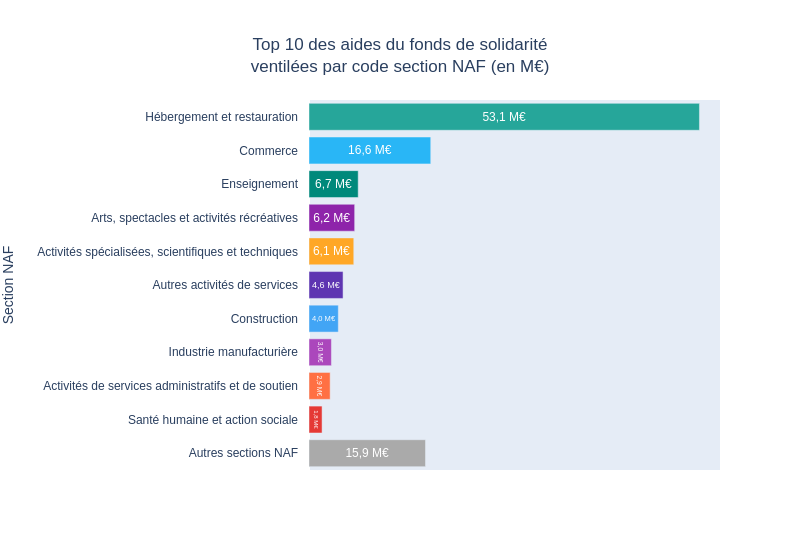 Top 10 des aides du fonds de solidarité
ventilées par code section NAF (en M€)
Section NAF
Hébergement et restauration 53,1 M€
Commerce 16,6 M€
Enseignement 6,7 M€
Arts, spectacles et activités récréatives 6,2 M€
Activités spécialisées, scientifiques et techniques 6,1 M€
Autres activités de services 4,6 M€
Construction 4,0 M€
Industrie manufacturière 3,0 M€
Activités de services administratifs et de soutien 2,9 M€
Santé humaine et action sociale 1,8 M€
Autres sections NAF 15,9 M€